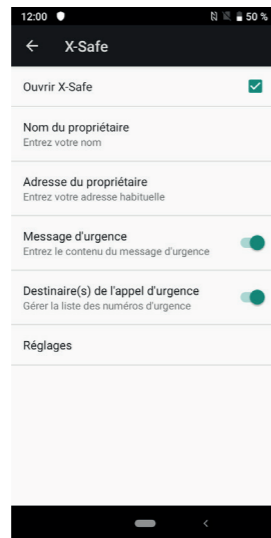 12:00
50 %
X-Safe
Ouvrir X-Safe
Nom du propriétaire
Entrez votre nom
Adresse du propriétaire
Entrez votre adresse habituelle
Message d'urgence
Entrez le contenu du message d'urgence
Destinaire(s) de l'appel d'urgence
Gérer la liste des numéros d'urgence
Réglages